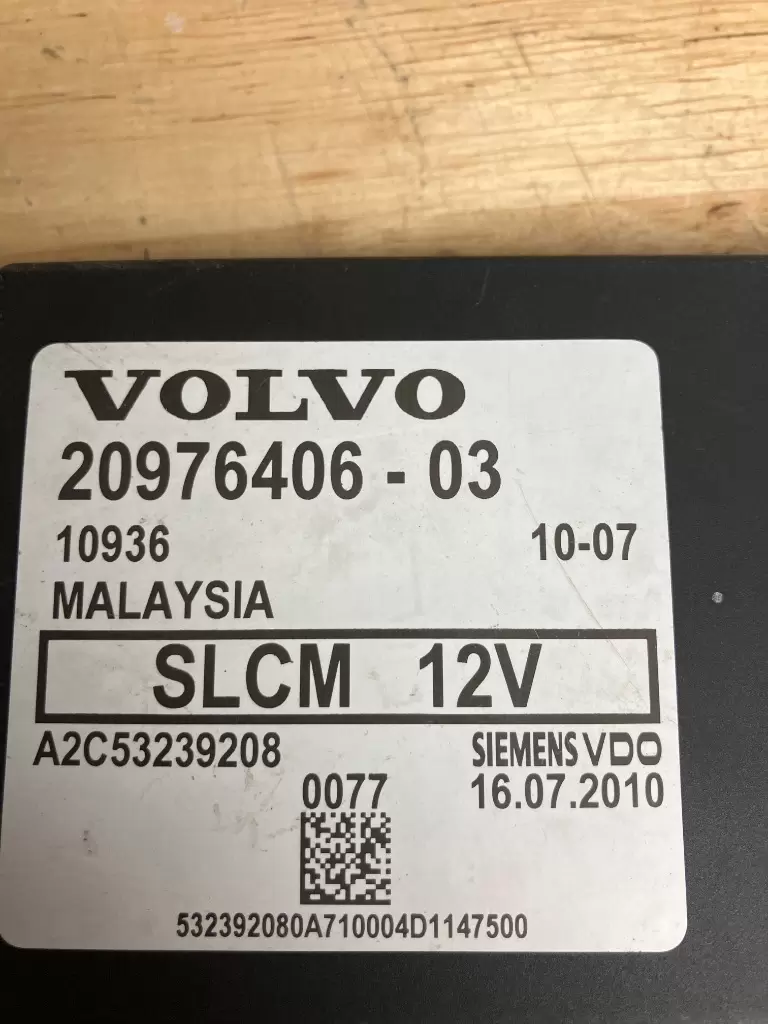 VOLVO
20976406 - 03
10936 10-07
MALAYSIA
SLCM 12V
A2C53239208 SIEMENS VDO
0077 16.07.2010
532392080A710004D1147500